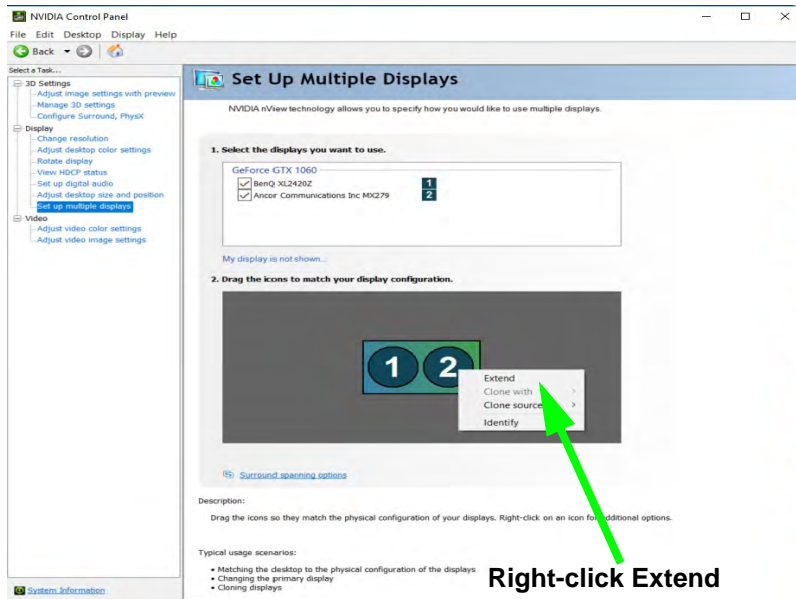 NVIDIA Control Panel
File Edit Desktop Display Help
Back
Select a Task...
3D Settings
Adjust image settings with preview
Manage 3D settings
Configure Surround, PhysX
Display
Change resolution
Adjust desktop color settings
Rotate display
View HDCP status
Set up digital audio
Adjust desktop size and position
Set up multiple displays
Video
Adjust video color settings
Adjust video image settings
System Information
Set Up Multiple Displays
NVIDIA nView technology allows you to specify how you would like to use multiple displays.
1. Select the displays you want to use.
GeForce GTX 1060
BenQ XL2420Z 1
Ancor Communications Inc MX279 2
My display is not shown...
2. Drag the icons to match your display configuration.
1 2
Extend
Clone with
Clone source
Identify
Surround spanning options
Description:
Drag the icons so they match the physical configuration of your displays. Right-click on an icon for additional options.
Typical usage scenarios:
• Matching the desktop to the physical configuration of the displays
• Changing the primary display
• Cloning displays
Right-click Extend